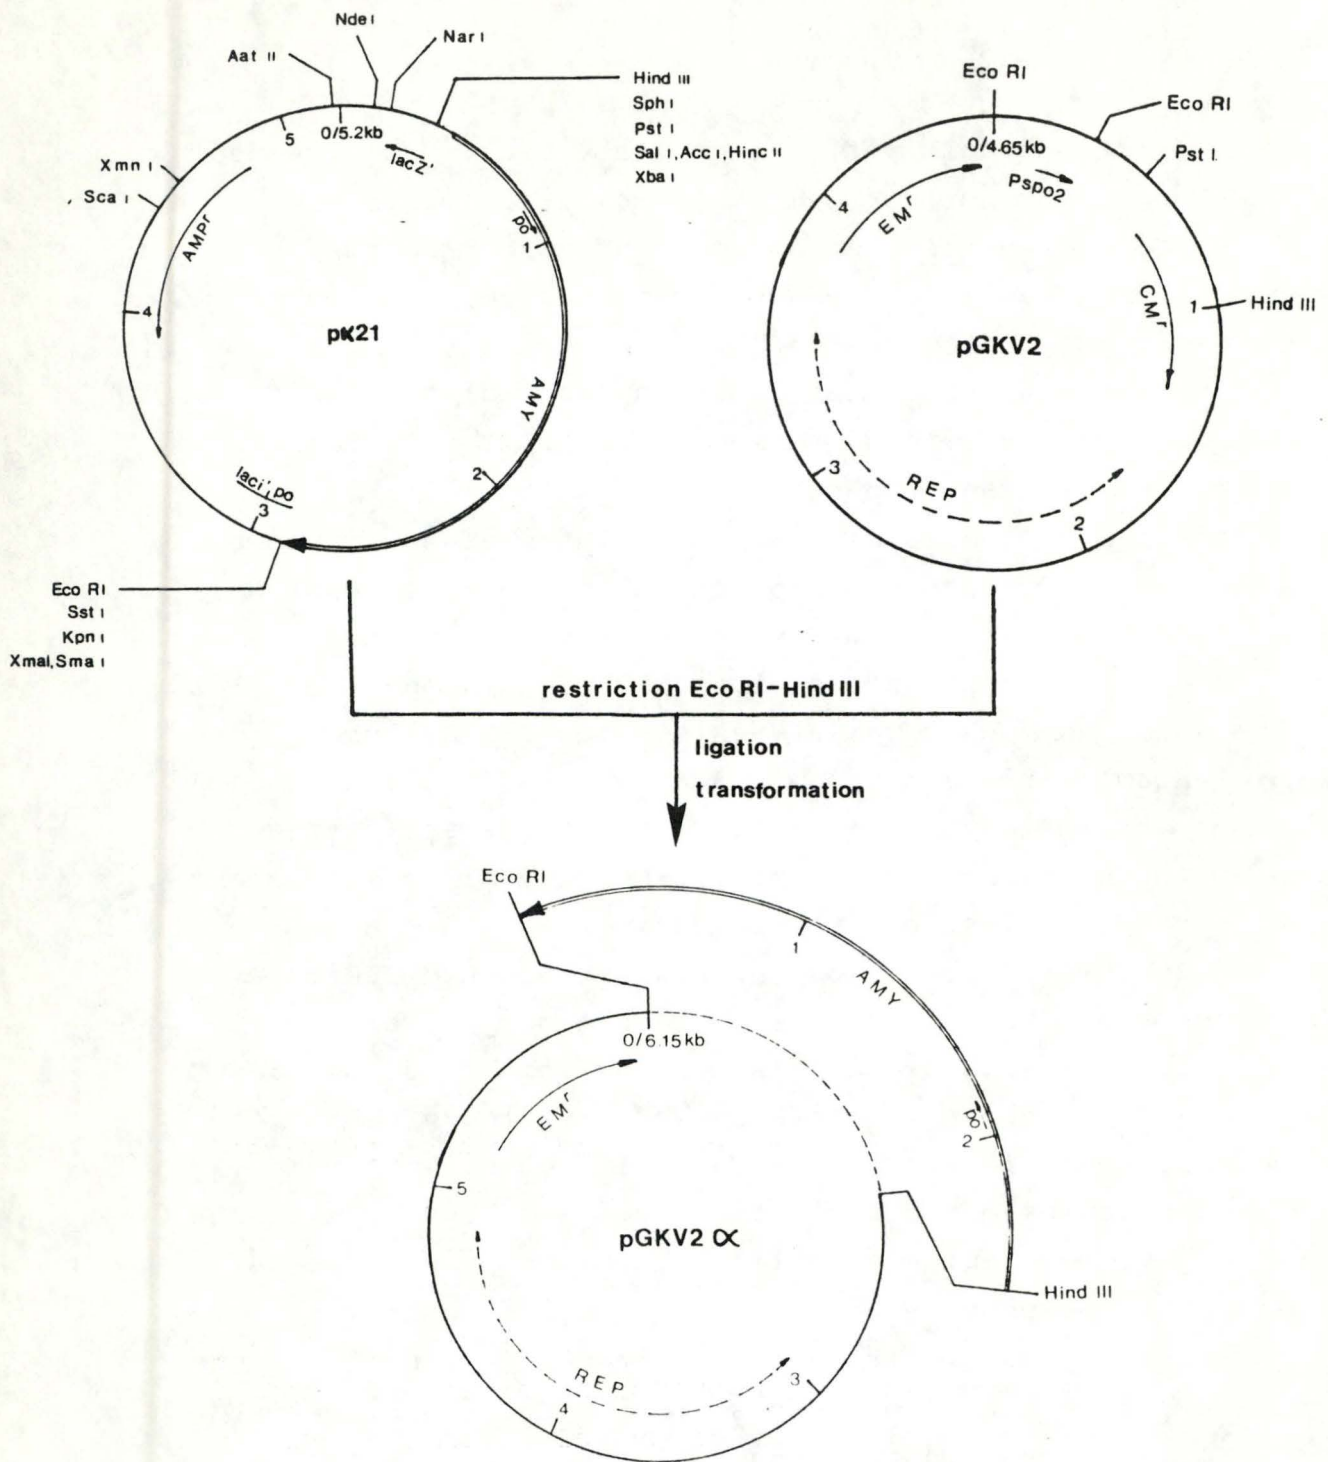 Nde I
Nar I
Aat II
Hind III
Sph I
Pst I
Sal I, Acc I, Hinc II
Xba I
0/5.2kb
lacZ'
5
Xmn I
Sca I
AMPr
po
1
4
pK21
AMY
2
lacI',po
3
Eco RI
Sst I
Kpn I
XmaI,Sma I
Eco RI
Eco RI
0/4.65kb
Pst I
Pspo2
4
EMr
CMr
1
Hind III
pGKV2
3
REP
2
restriction Eco RI-Hind III
ligation
transformation
Eco RI
1
AMY
0/6.15kb
EMr
po
2
5
pGKV2 α
Hind III
REP
3
4